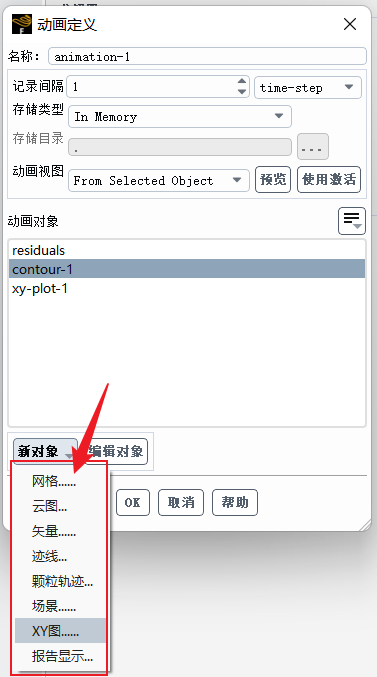 动画定义
名称： animation-1
记录间隔 1 time-step
存储类型 In Memory
存储目录 . ...
动画视图 From Selected Object 预览 使用激活
动画对象
residuals
contour-1
xy-plot-1
新对象 编辑对象
网格......
云图...
矢量......
OK 取消 帮助
迹线...
颗粒轨迹...
场景......
XY图......
报告显示...